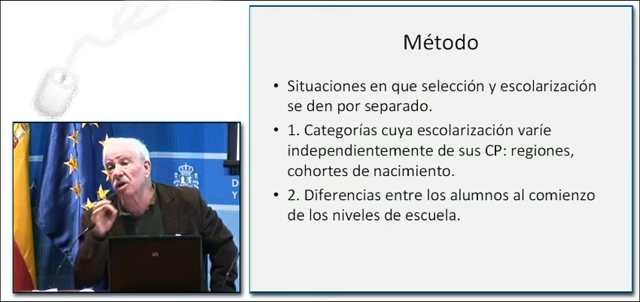 Método
• Situaciones en que selección y escolarización
se den por separado.
• 1. Categorías cuya escolarización varíe
independientemente de sus CP: regiones,
cohortes de nacimiento.
• 2. Diferencias entre los alumnos al comienzo
de los niveles de escuela.